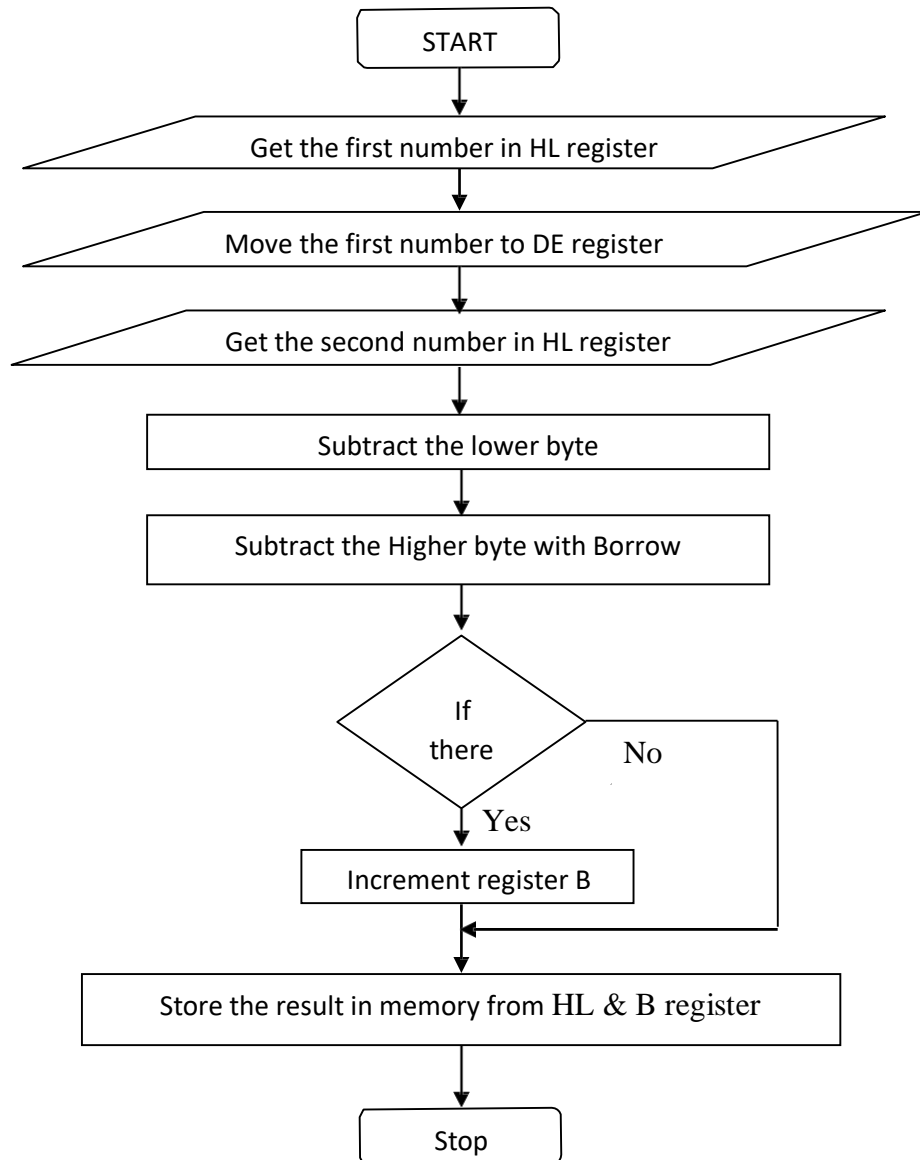 START
Get the first number in HL register
Move the first number to DE register
Get the second number in HL register
Subtract the lower byte
Subtract the Higher byte with Borrow
If
there
No
Yes
Increment register B
Store the result in memory from HL & B register
Stop